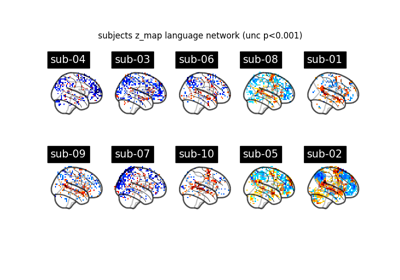 subjects z_map language network (unc p<0.001)
sub-04 sub-03 sub-06 sub-08 sub-01
sub-09 sub-07 sub-10 sub-05 sub-02